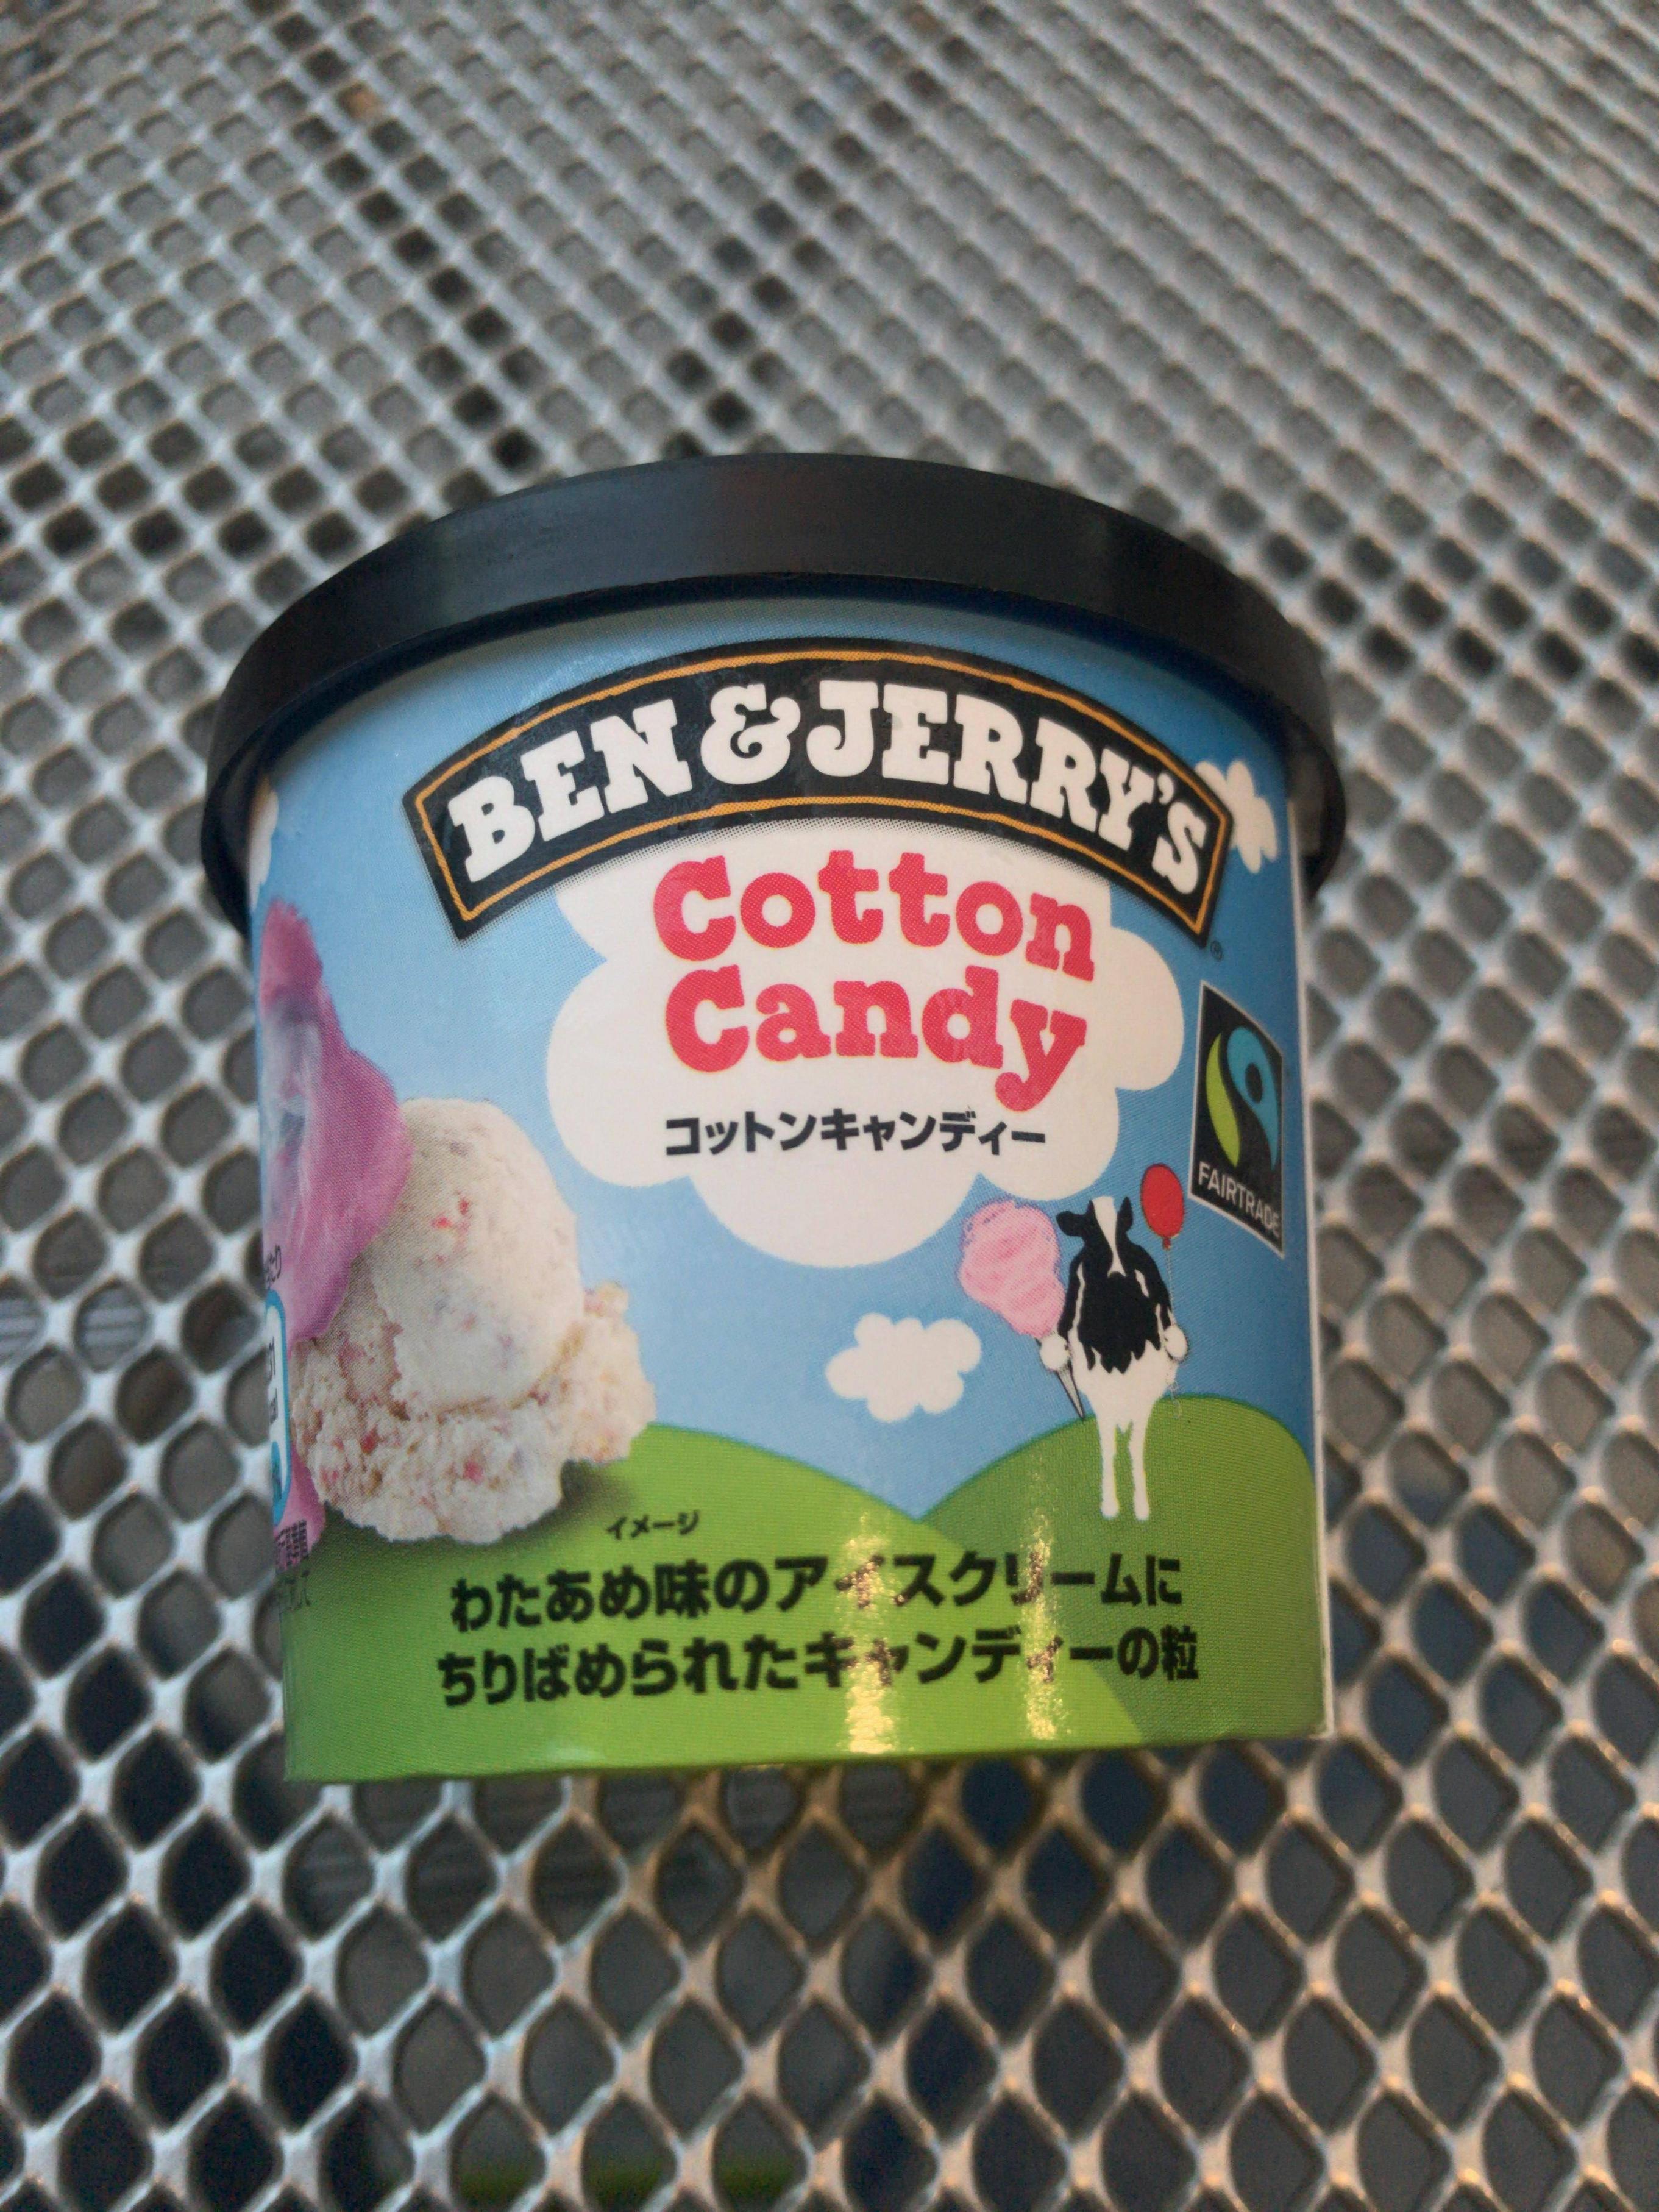 BEN & JERRY'S
®
Cotton
Candy
コットンキャンディー
FAIRTRADE
イメージ
わたあめ味のアイスクリームに
ちりばめられたキャンディーの粒